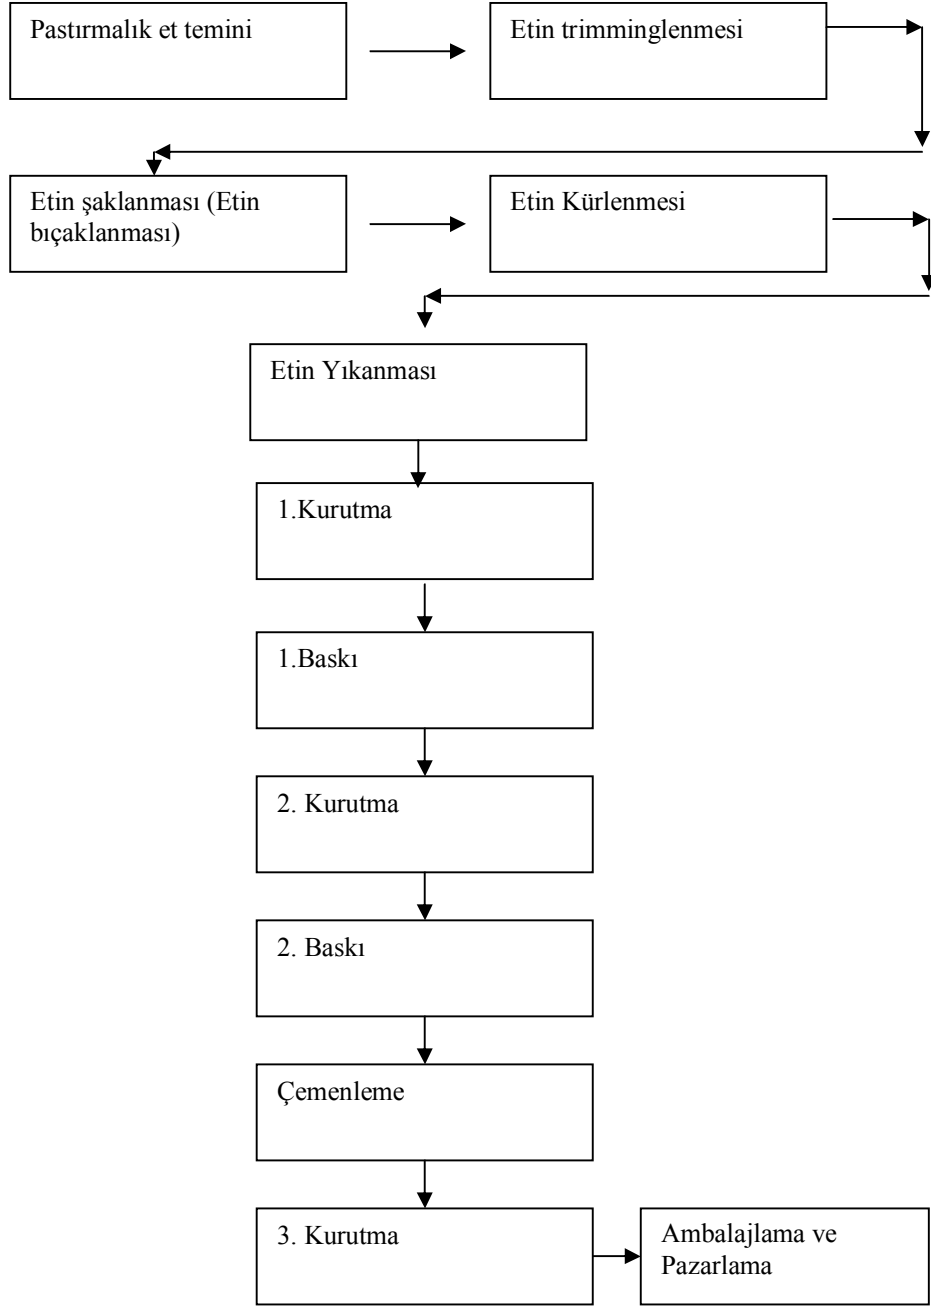 Pastırmalık et temini
Etin trimminglenmesi
Etin şaklanması (Etin
bıçaklanması)
Etin Kürlenmesi
Etin Yıkanması
1.Kurutma
1.Baskı
2. Kurutma
2. Baskı
Çemenleme
3. Kurutma
Ambalajlama ve
Pazarlama